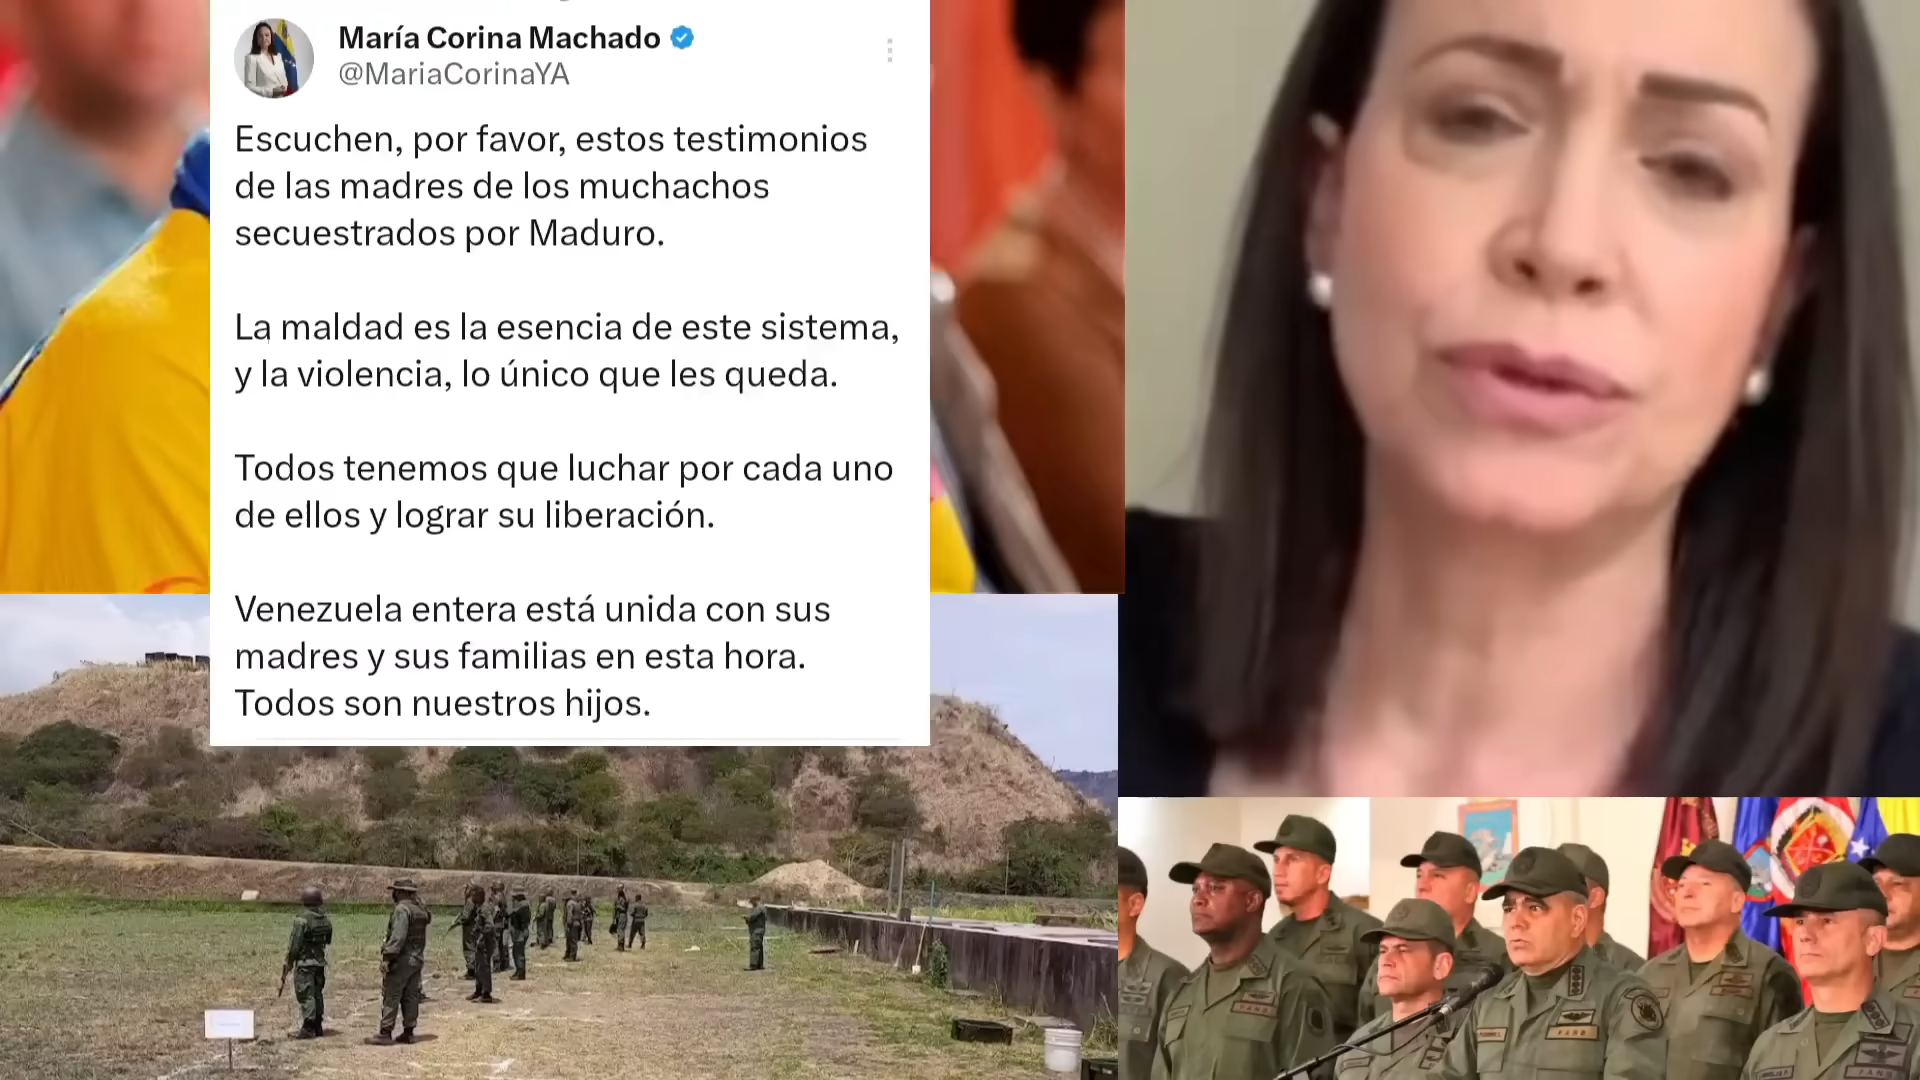 María Corina Machado
@MariaCorinaYA
Escuchen, por favor, estos testimonios
de las madres de los muchachos
secuestrados por Maduro.
La maldad es la esencia de este sistema,
y la violencia, lo único que les queda.
Todos tenemos que luchar por cada uno
de ellos y lograr su liberación.
Venezuela entera está unida con sus
madres y sus familias en esta hora.
Todos son nuestros hijos.